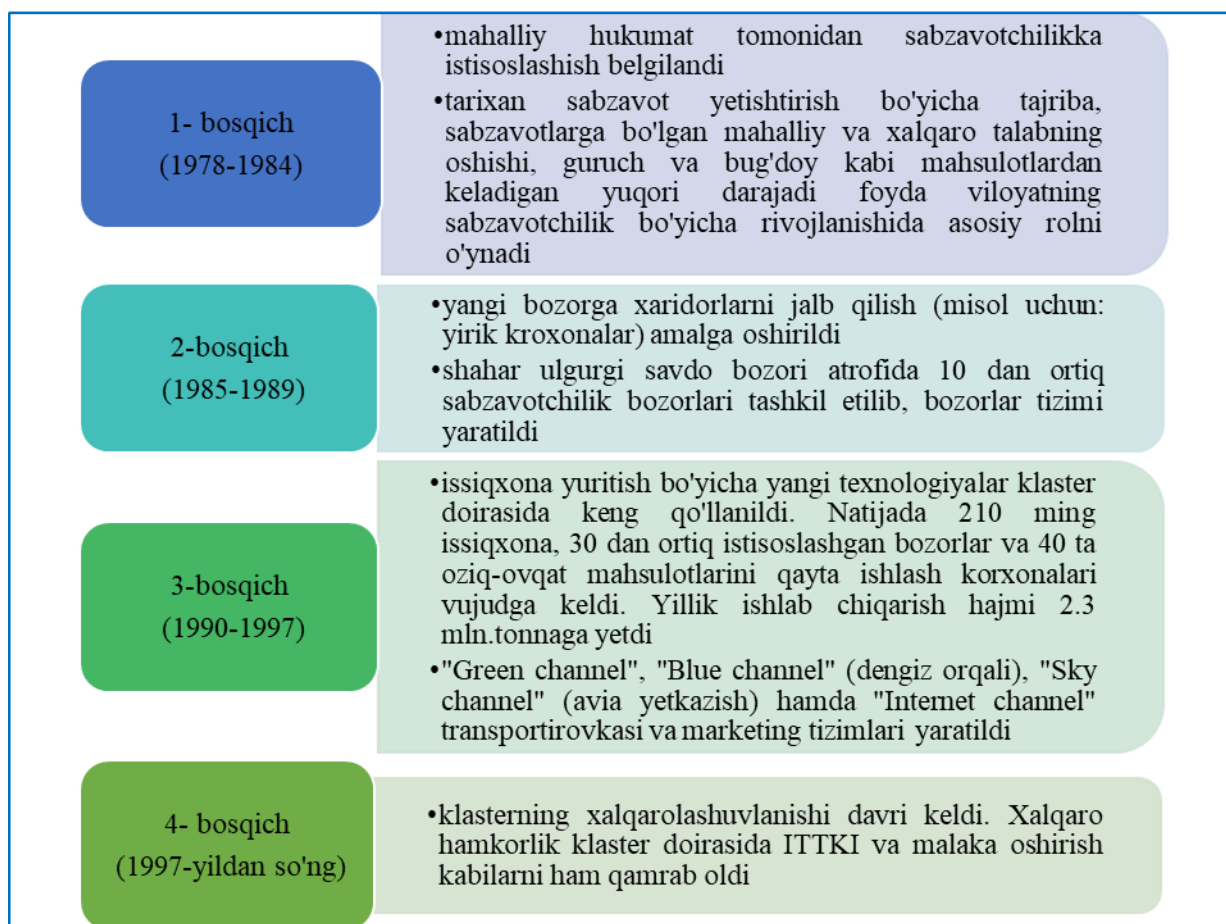 1- bosqich
(1978-1984)
•mahalliy hukumat tomonidan sabzavotchilikka
istisoslashish belgilandi
•tarixan sabzavot yetishtirish bo'yicha tajriba,
sabzavotlarga bo'lgan mahalliy va xalqaro talabning
oshishi, guruch va bug'doy kabi mahsulotlardan
keladigan yuqori darajadi foyda viloyatning
sabzavotchilik bo'yicha rivojlanishida asosiy rolni
o'ynadi
2-bosqich
(1985-1989)
•yangi bozorga xaridorlarni jalb qilish (misol uchun:
yirik kroxonalar) amalga oshirildi
•shahar ulgurgi savdo bozori atrofida 10 dan ortiq
sabzavotchilik bozorlari tashkil etilib, bozorlar tizimi
yaratildi
3-bosqich
(1990-1997)
•issiqxona yuritish bo'yicha yangi texnologiyalar klaster
doirasida keng qo'llanildi. Natijada 210 ming
issiqxona, 30 dan ortiq istisoslashgan bozorlar va 40 ta
oziq-ovqat mahsulotlarini qayta ishlash korxonalari
vujudga keldi. Yillik ishlab chiqarish hajmi 2.3
mln.tonnaga yetdi
•"Green channel", "Blue channel" (dengiz orqali), "Sky
channel" (avia yetkazish) hamda "Internet channel"
transportirovkasi va marketing tizimlari yaratildi
4- bosqich
(1997-yildan so'ng)
•klasterning xalqarolashuvlanishi davri keldi. Xalqaro
hamkorlik klaster doirasida ITTKI va malaka oshirish
kabilarni ham qamrab oldi